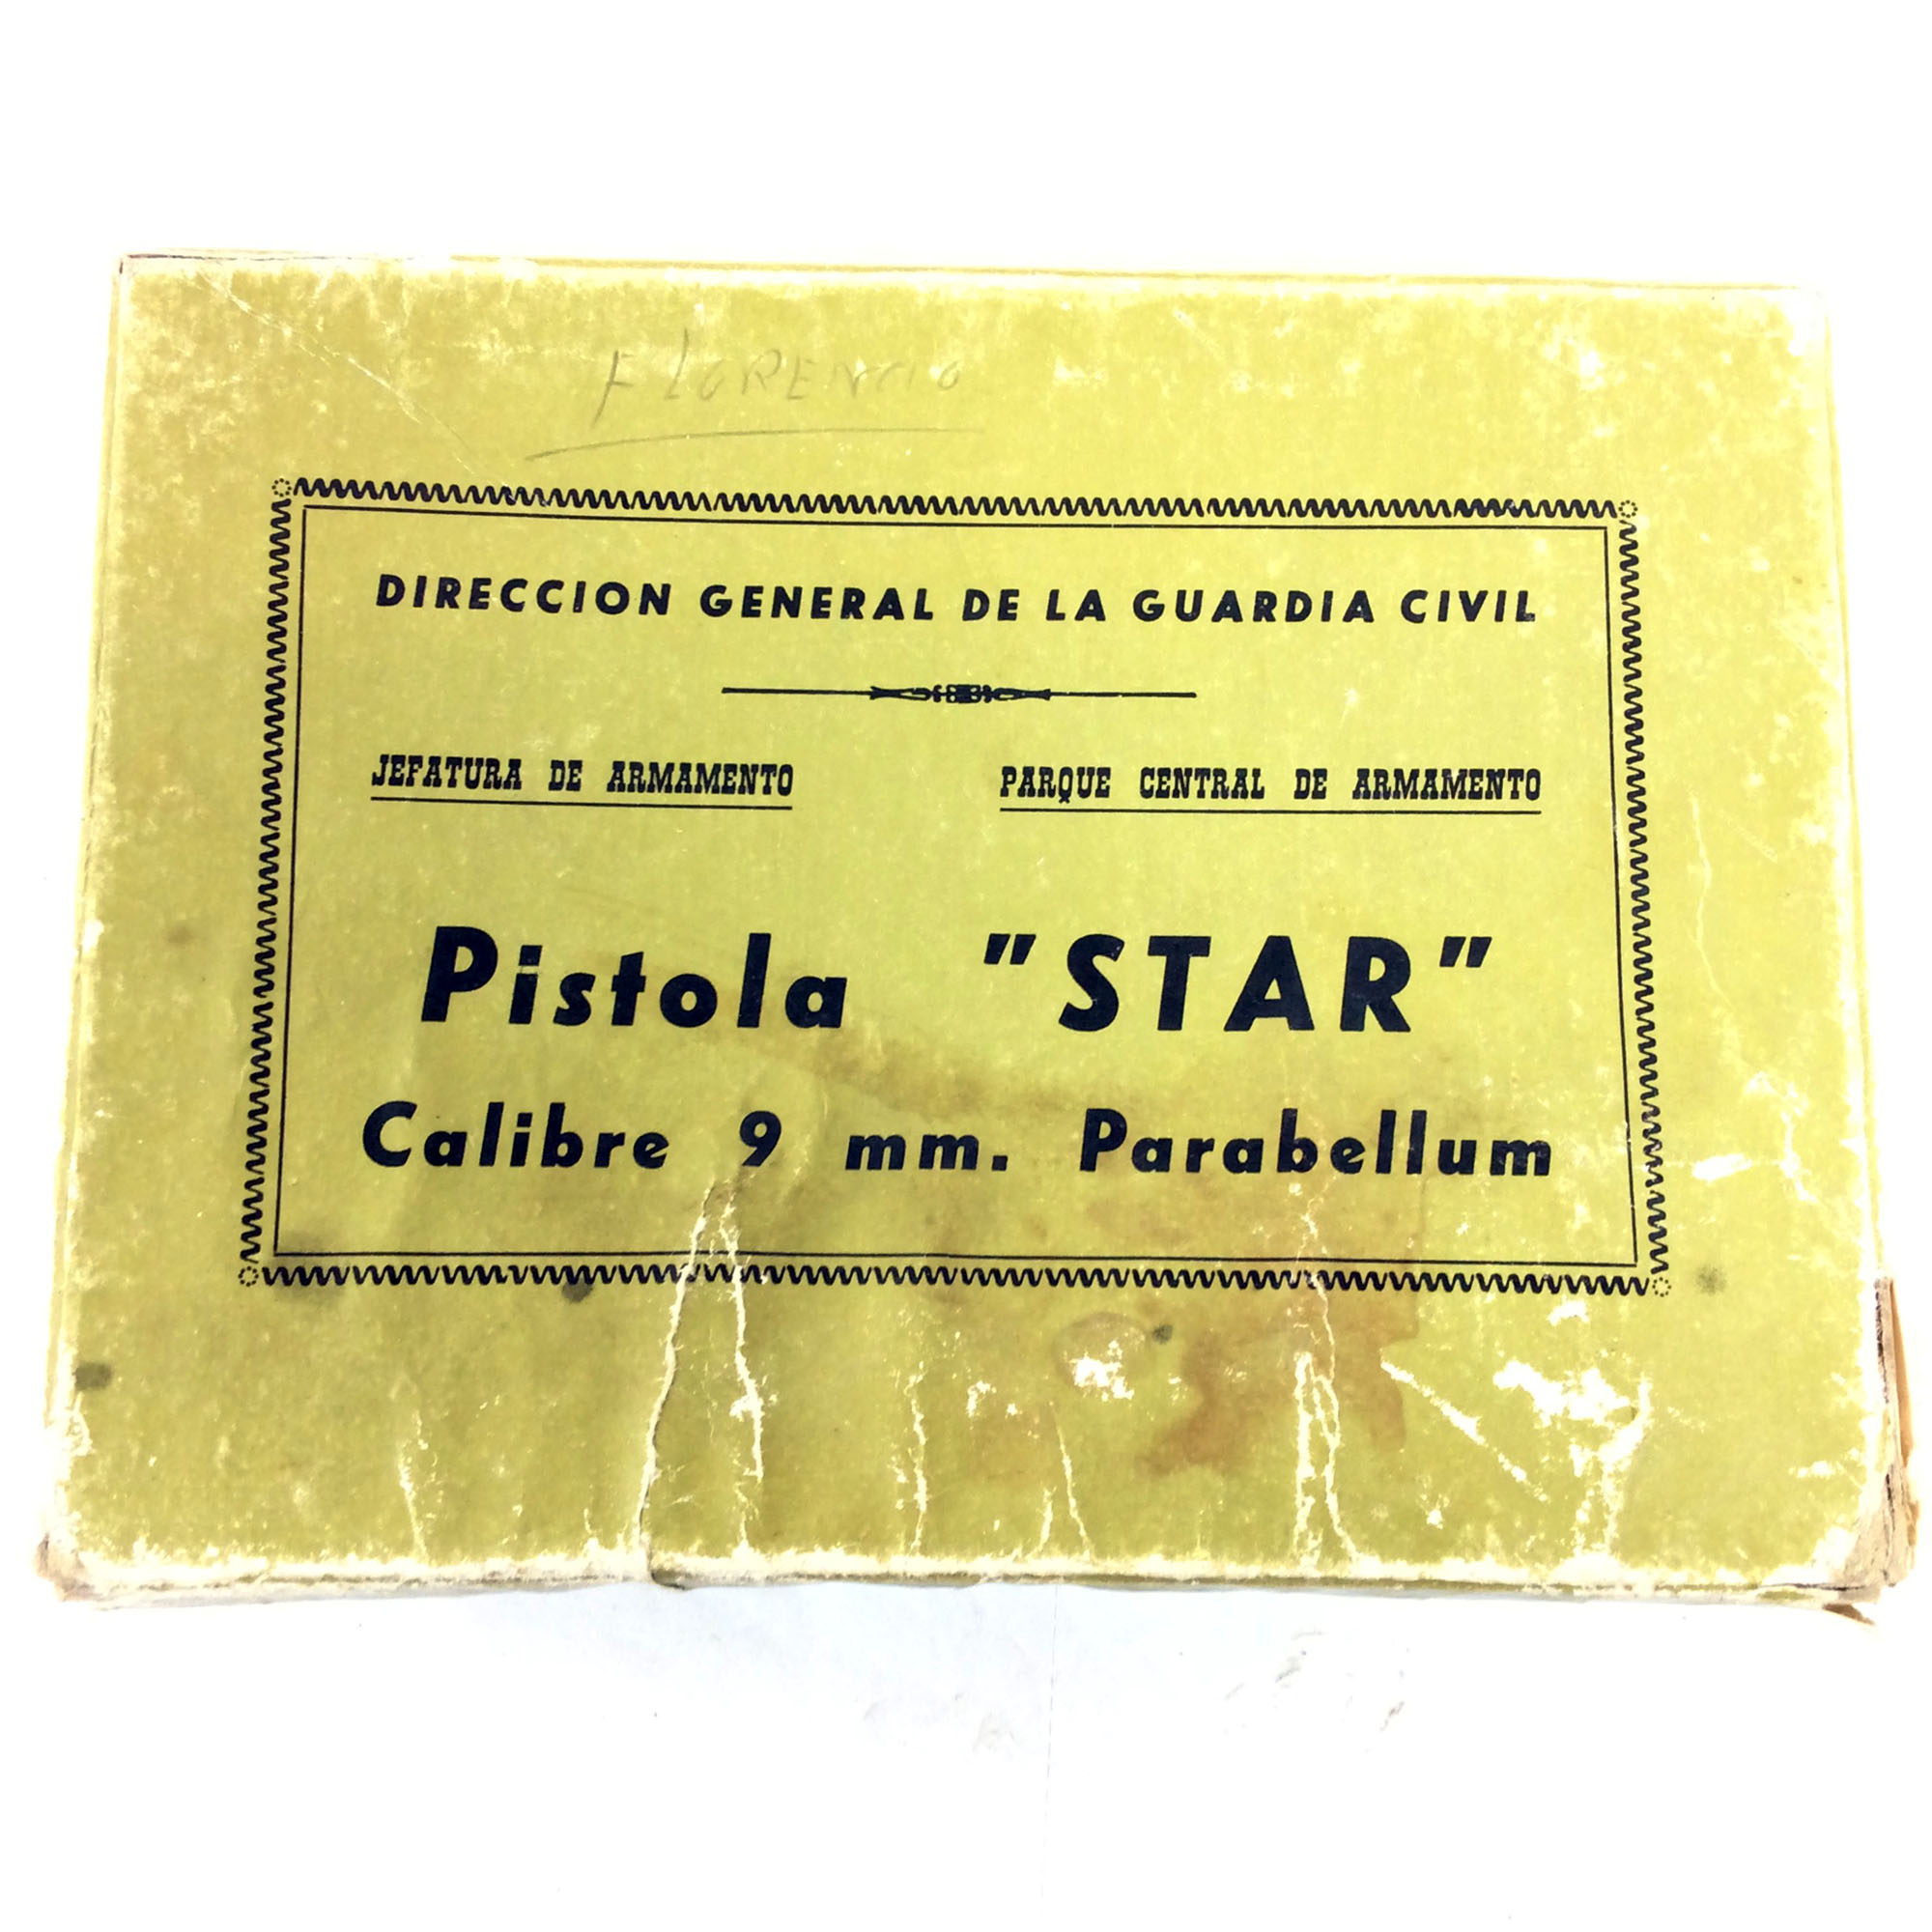 FLORENCIO
DIRECCION GENERAL DE LA GUARDIA CIVIL
JEFATURA DE ARMAMENTO
PARQUE CENTRAL DE ARMAMENTO
Pistola "STAR"
Calibre 9 mm. Parabellum